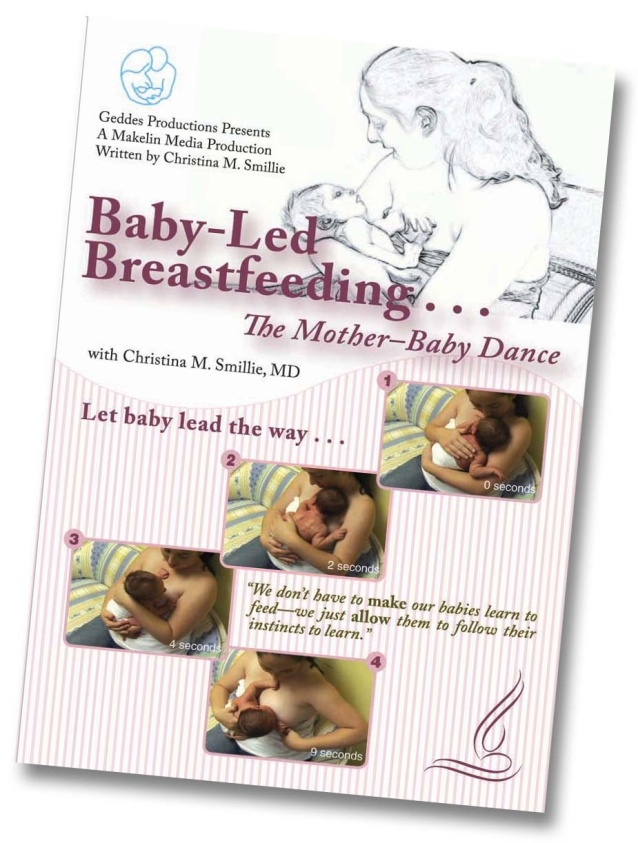 Geddes Productions Presents
A Makelin Media Production
Written by Christina M. Smillie
Baby-Led
Breastfeeding . . .
The Mother–Baby Dance
with Christina M. Smillie, MD
Let baby lead the way . . .
1
0 seconds
2
2 seconds
3
4 seconds
"We don't have to make our babies learn to
feed—we just allow them to follow their
instincts to learn."
4
9 seconds